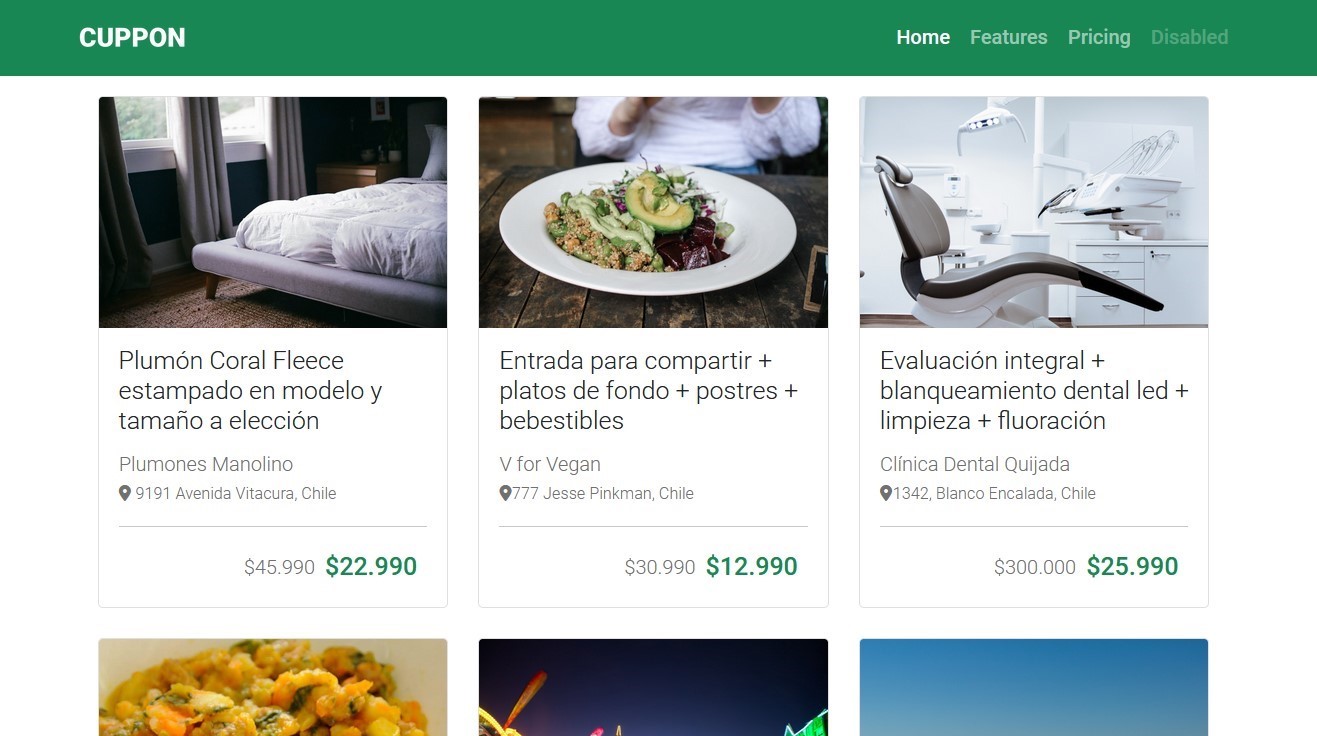 CUPPON
Home Features Pricing Disabled
Plumón Coral Fleece
estampado en modelo y
tamaño a elección
Plumones Manolino
9191 Avenida Vitacura, Chile
$45.990 $22.990
Entrada para compartir +
platos de fondo + postres +
bebestibles
V for Vegan
777 Jesse Pinkman, Chile
$30.990 $12.990
Evaluación integral +
blanqueamiento dental led +
limpieza + fluoración
Clínica Dental Quijada
1342, Blanco Encalada, Chile
$300.000 $25.990